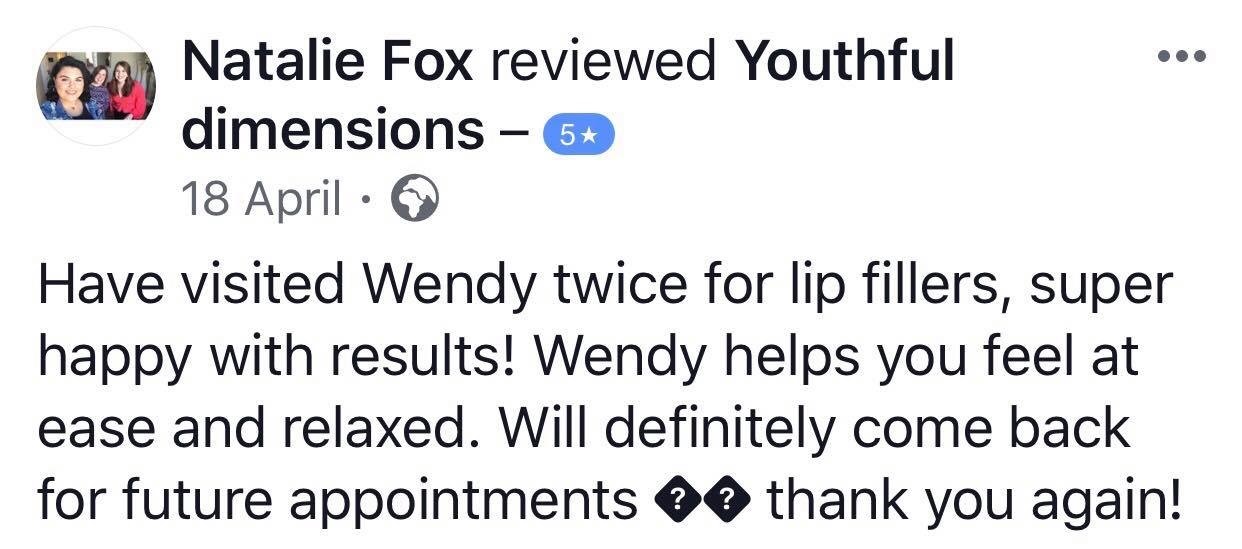 Natalie Fox reviewed Youthful
dimensions – 5★
18 April ·
Have visited Wendy twice for lip fillers, super
happy with results! Wendy helps you feel at
ease and relaxed. Will definitely come back
for future appointments �� thank you again!